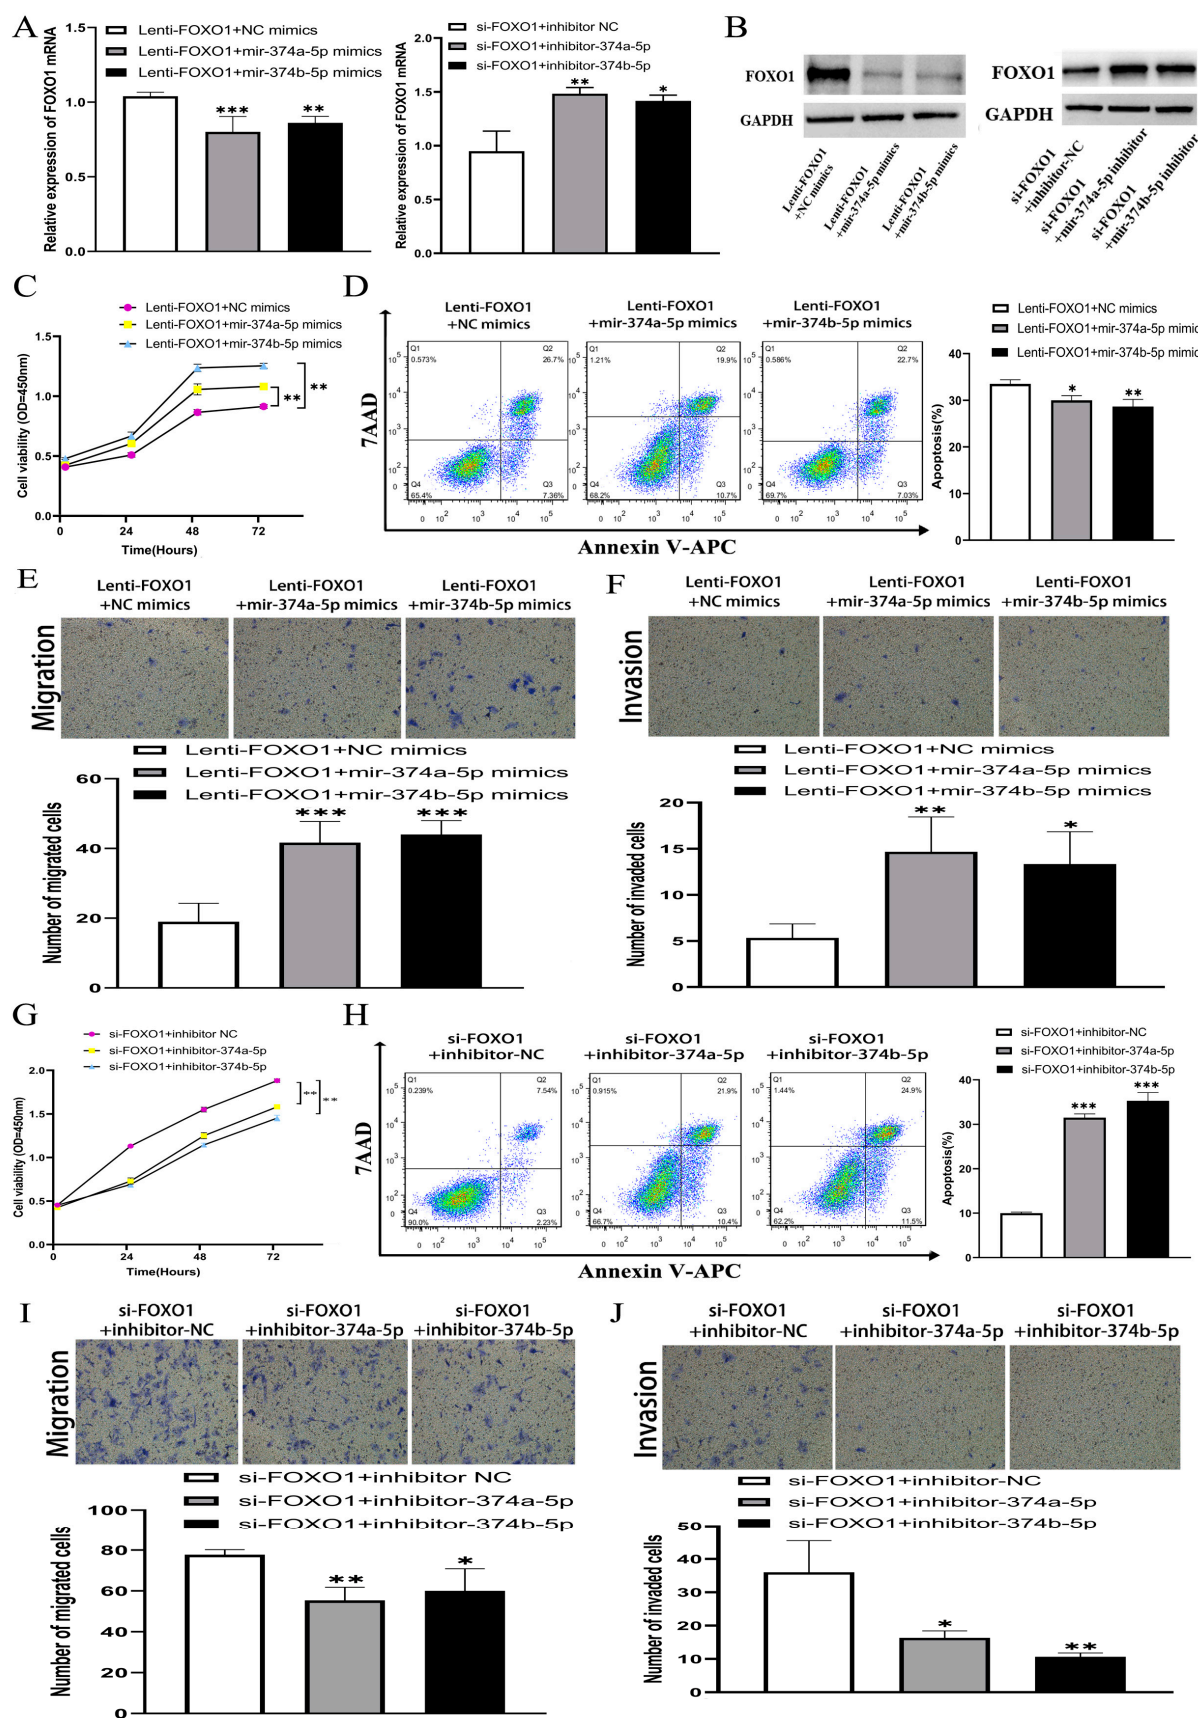 A
Lenti-FOXO1+NC mimics
Lenti-FOXO1+mir-374a-5p mimics
Lenti-FOXO1+mir-374b-5p mimics
Relative expression of FOXO1 mRNA
1.5
1.0
0.5
0.0
***
**
si-FOXO1+inhibitor NC
si-FOXO1+inhibitor-374a-5p
si-FOXO1+inhibitor-374b-5p
Relative expression of FOXO1 mRNA
2.0
1.5
1.0
0.5
0.0
**
*
B
FOXO1
GAPDH
Lenti-FOXO1
+NC mimics
Lenti-FOXO1
+mir-374a-5p mimics
Lenti-FOXO1
+mir-374b-5p mimics
FOXO1
GAPDH
si-FOXO1
+inhibitor-NC
si-FOXO1
+mir-374a-5p inhibitor
si-FOXO1
+mir-374b-5p inhibitor
C
Lenti-FOXO1+NC mimics
Lenti-FOXO1+mir-374a-5p mimics
Lenti-FOXO1+mir-374b-5p mimics
Cell viability (OD=450nm)
1.5
1.0
0.5
0.0
0 24 48 72
Time(Hours)
**
**
D
Lenti-FOXO1
+NC mimics
Lenti-FOXO1
+mir-374a-5p mimics
Lenti-FOXO1
+mir-374b-5p mimics
7AAD
Q1
0.573%
Q2
26.7%
Q4
65.4%
Q3
7.36%
Q1
1.21%
Q2
19.9%
Q4
68.2%
Q3
10.7%
Q1
0.586%
Q2
22.7%
Q4
69.7%
Q3
7.03%
Annexin V-APC
Lenti-FOXO1+NC mimics
Lenti-FOXO1+mir-374a-5p mimic
Lenti-FOXO1+mir-374b-5p mimic
Apoptosis(%)
40
30
20
10
0
*
**
E
Lenti-FOXO1
+NC mimics
Lenti-FOXO1
+mir-374a-5p mimics
Lenti-FOXO1
+mir-374b-5p mimics
Migration
Lenti-FOXO1+NC mimics
Lenti-FOXO1+mir-374a-5p mimics
Lenti-FOXO1+mir-374b-5p mimics
Number of migrated cells
60
40
20
0
***
***
F
Lenti-FOXO1
+NC mimics
Lenti-FOXO1
+mir-374a-5p mimics
Lenti-FOXO1
+mir-374b-5p mimics
Invasion
Lenti-FOXO1+NC mimics
Lenti-FOXO1+mir-374a-5p mimics
Lenti-FOXO1+mir-374b-5p mimics
Number of invaded cells
20
15
10
5
0
**
*
G
si-FOXO1+inhibitor NC
si-FOXO1+inhibitor-374a-5p
si-FOXO1+inhibitor-374b-5p
Cell viability (OD=450nm)
2.0
1.5
1.0
0.5
0.0
0 24 48 72
Time(Hours)
**
**
H
si-FOXO1
+inhibitor-NC
si-FOXO1
+inhibitor-374a-5p
si-FOXO1
+inhibitor-374b-5p
7AAD
Q1
0.239%
Q2
7.54%
Q4
90.0%
Q3
2.23%
Q1
0.915%
Q2
21.9%
Q4
66.7%
Q3
10.4%
Q1
1.44%
Q2
24.9%
Q4
62.2%
Q3
11.5%
Annexin V-APC
si-FOXO1+inhibitor-NC
si-FOXO1+inhibitor-374a-5p
si-FOXO1+inhibitor-374b-5p
Apoptosis(%)
40
30
20
10
0
***
***
I
si-FOXO1
+inhibitor-NC
si-FOXO1
+inhibitor-374a-5p
si-FOXO1
+inhibitor-374b-5p
Migration
si-FOXO1+inhibitor NC
si-FOXO1+inhibitor-374a-5p
si-FOXO1+inhibitor-374b-5p
Number of migrated cells
100
80
60
40
20
0
**
*
J
si-FOXO1
+inhibitor-NC
si-FOXO1
+inhibitor-374a-5p
si-FOXO1
+inhibitor-374b-5p
Invasion
si-FOXO1+inhibitor-NC
si-FOXO1+inhibitor-374a-5p
si-FOXO1+inhibitor-374b-5p
Number of invaded cells
50
40
30
20
10
0
*
**